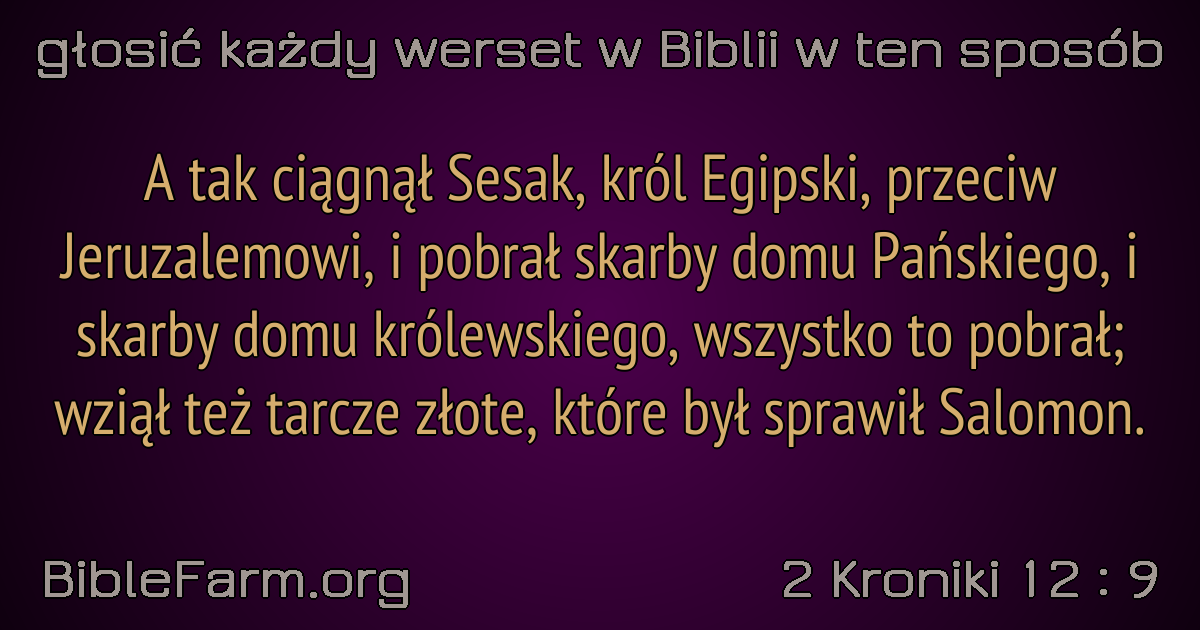 głosić każdy werset w Biblii w ten sposób
A tak ciągnął Sesak, król Egipski, przeciw
Jeruzalemowi, i pobrał skarby domu Pańskiego, i
skarby domu królewskiego, wszystko to pobrał;
wziął też tarcze złote, które był sprawił Salomon.
BibleFarm.org
2 Kroniki 12 : 9